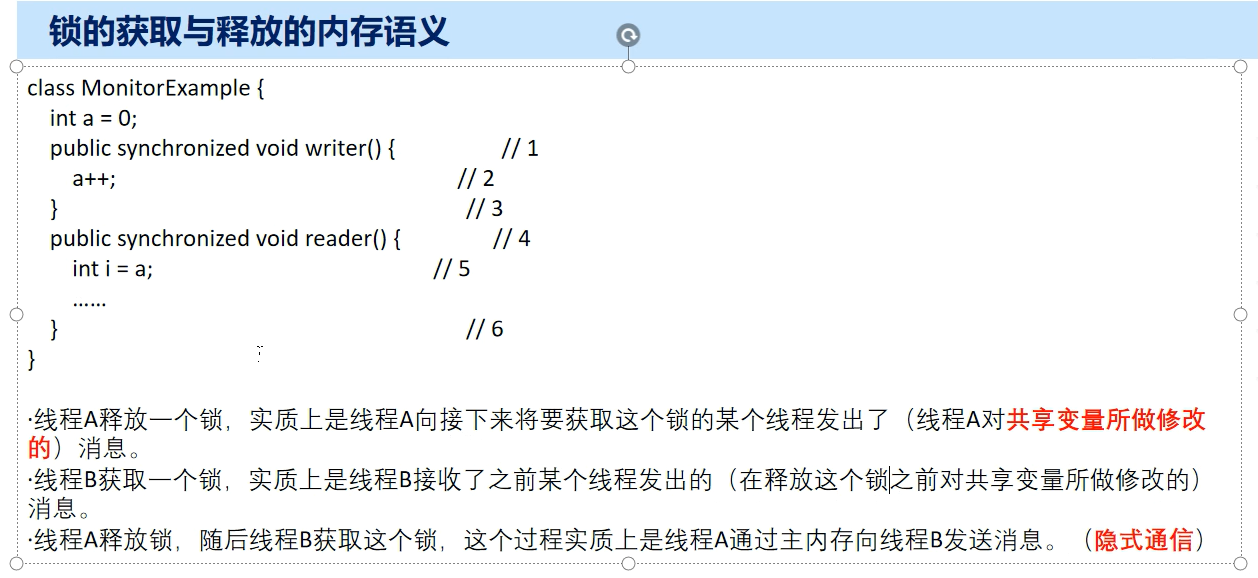 锁的获取与释放的内存语义
class MonitorExample {
int a = 0;
public synchronized void writer() { // 1
a++; // 2
} // 3
public synchronized void reader() { // 4
int i = a; // 5
……
} // 6
}
·线程A释放一个锁，实质上是线程A向接下来将要获取这个锁的某个线程发出了（线程A对共享变量所做修改
的）消息。
·线程B获取一个锁，实质上是线程B接收了之前某个线程发出的（在释放这个锁之前对共享变量所做修改的）
消息。
·线程A释放锁，随后线程B获取这个锁，这个过程实质上是线程A通过主内存向线程B发送消息。（隐式通信）